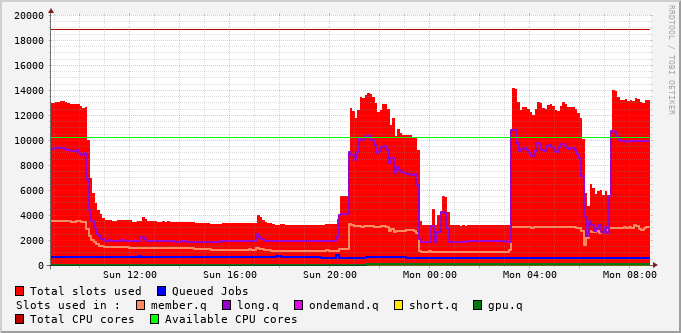 20000
18000
16000
14000
12000
10000
8000
6000
4000
2000
0
Sun 12:00 Sun 16:00 Sun 20:00 Mon 00:00 Mon 04:00 Mon 08:00
RRDTOOL / TOBI OETIKER
Total slots used Queued Jobs
Slots used in : member.q long.q ondemand.q short.q gpu.q
Total CPU cores Available CPU cores